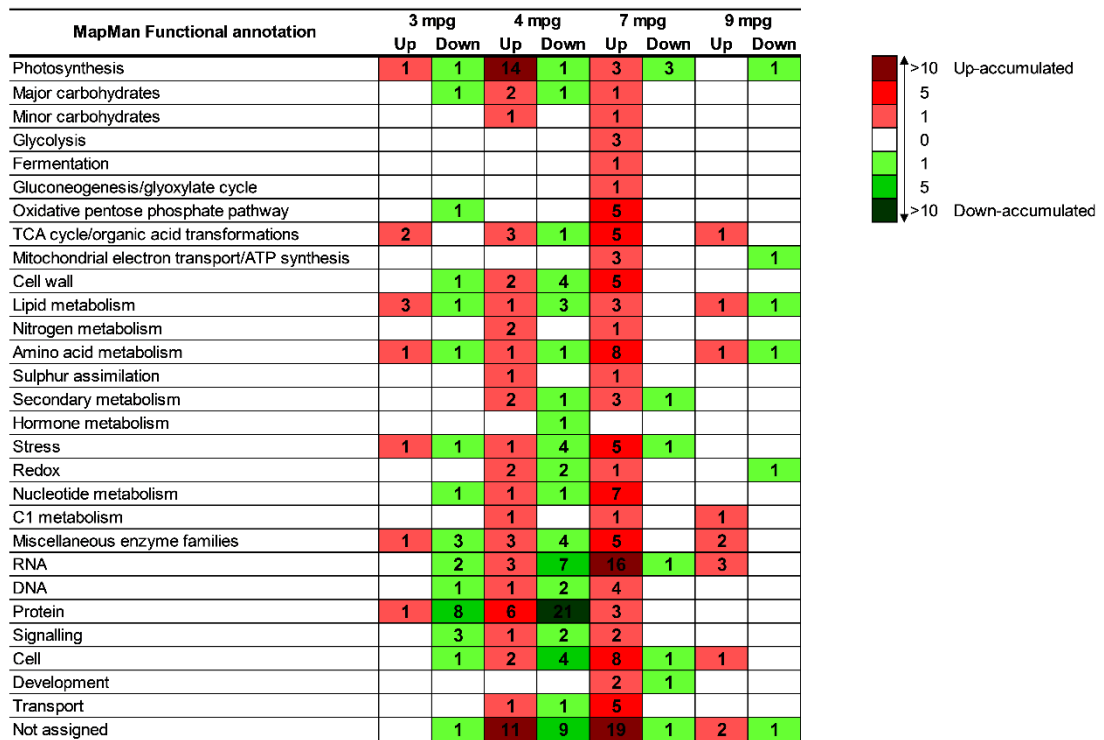 MapMan Functional annotation 3 mpg 4 mpg 7 mpg 9 mpg
Up Down Up Down Up Down Up Down
Photosynthesis 1 1 14 1 3 3 1
Major carbohydrates 1 2 1 1
Minor carbohydrates 1 1
Glycolysis 3
Fermentation 1
Gluconeogenesis/glyoxylate cycle 1
Oxidative pentose phosphate pathway 1 5
TCA cycle/organic acid transformations 2 3 1 5 1
Mitochondrial electron transport/ATP synthesis 3 1
Cell wall 1 2 4 5
Lipid metabolism 3 1 1 3 3 1 1
Nitrogen metabolism 2 1
Amino acid metabolism 1 1 1 1 8 1 1
Sulphur assimilation 1 1
Secondary metabolism 2 1 3 1
Hormone metabolism 1
Stress 1 1 1 4 5 1
Redox 2 2 1 1
Nucleotide metabolism 1 1 1 7
C1 metabolism 1 1 1
Miscellaneous enzyme families 1 3 3 4 5 2
RNA 2 3 7 16 1 3
DNA 1 1 2 4
Protein 1 8 6 21 3
Signalling 3 1 2 2
Cell 1 2 4 8 1 1
Development 2 1
Transport 1 1 5
Not assigned 1 11 9 19 1 2 1
>10 Up-accumulated
5
1
0
1
5
>10 Down-accumulated